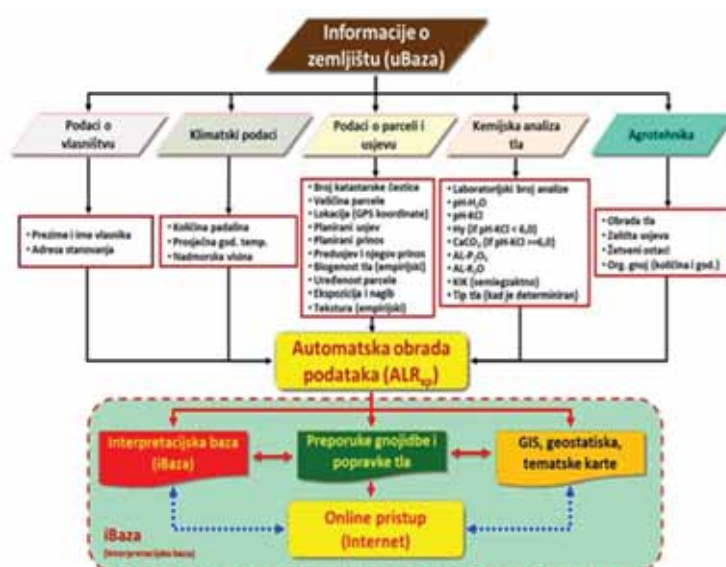 Informacije o
zemljištu (uBaza)
Podaci o
vlasništvu
Klimatski podaci
Podaci o parceli i
usjevu
Kemijska analiza
tla
Agrotehnika
• Prezime i ime vlasnika
• Adresa stanovanja
• Količina padalina
• Prosječna god. temp.
• Nadmorska visina
• Broj katastarske čestice
• Veličina parcele
• Lokacija (GPS koordinate)
• Planirani usjev
• Planirani prinos
• Predusjev i njegov prinos
• Biogenost tla (empirijski)
• Uređenost parcele
• Ekspozicija i nagib
• Tekstura (empirijski)
• Laboratorijski broj analize
• pH-H₂O
• pH-KCl
• Hy (if pH-KCl < 6,0)
• CaCO₃ (if pH-KCl >=6,0)
• AL-P₂O₅
• AL-K₂O
• KIK (semiegzaktno)
• Tip tla (kad je determiniran)
• Obrada tla
• Zaštita usjeva
• Žetveni ostaci
• Org. gnoj (količina i god.)
Automatska obrada
podataka (ALRxp)
Interpretacijska baza
(iBaza)
Preporuke gnojidbe i
popravke tla
GIS, geostatiska,
tematske karte
Online pristup
(Internet)
iBaza
(Interpretacijska baza)